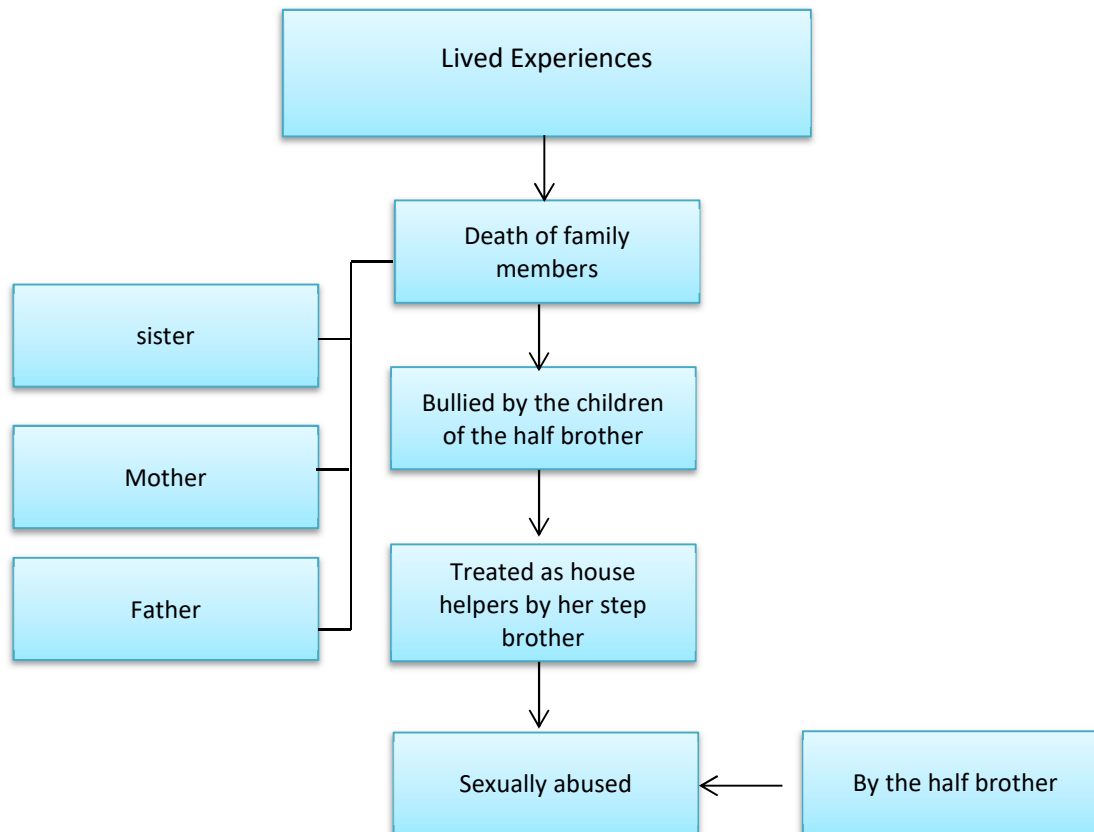 Lived Experiences
Death of family
members
sister
Mother
Father
Bullied by the children
of the half brother
Treated as house
helpers by her step
brother
Sexually abused
By the half brother